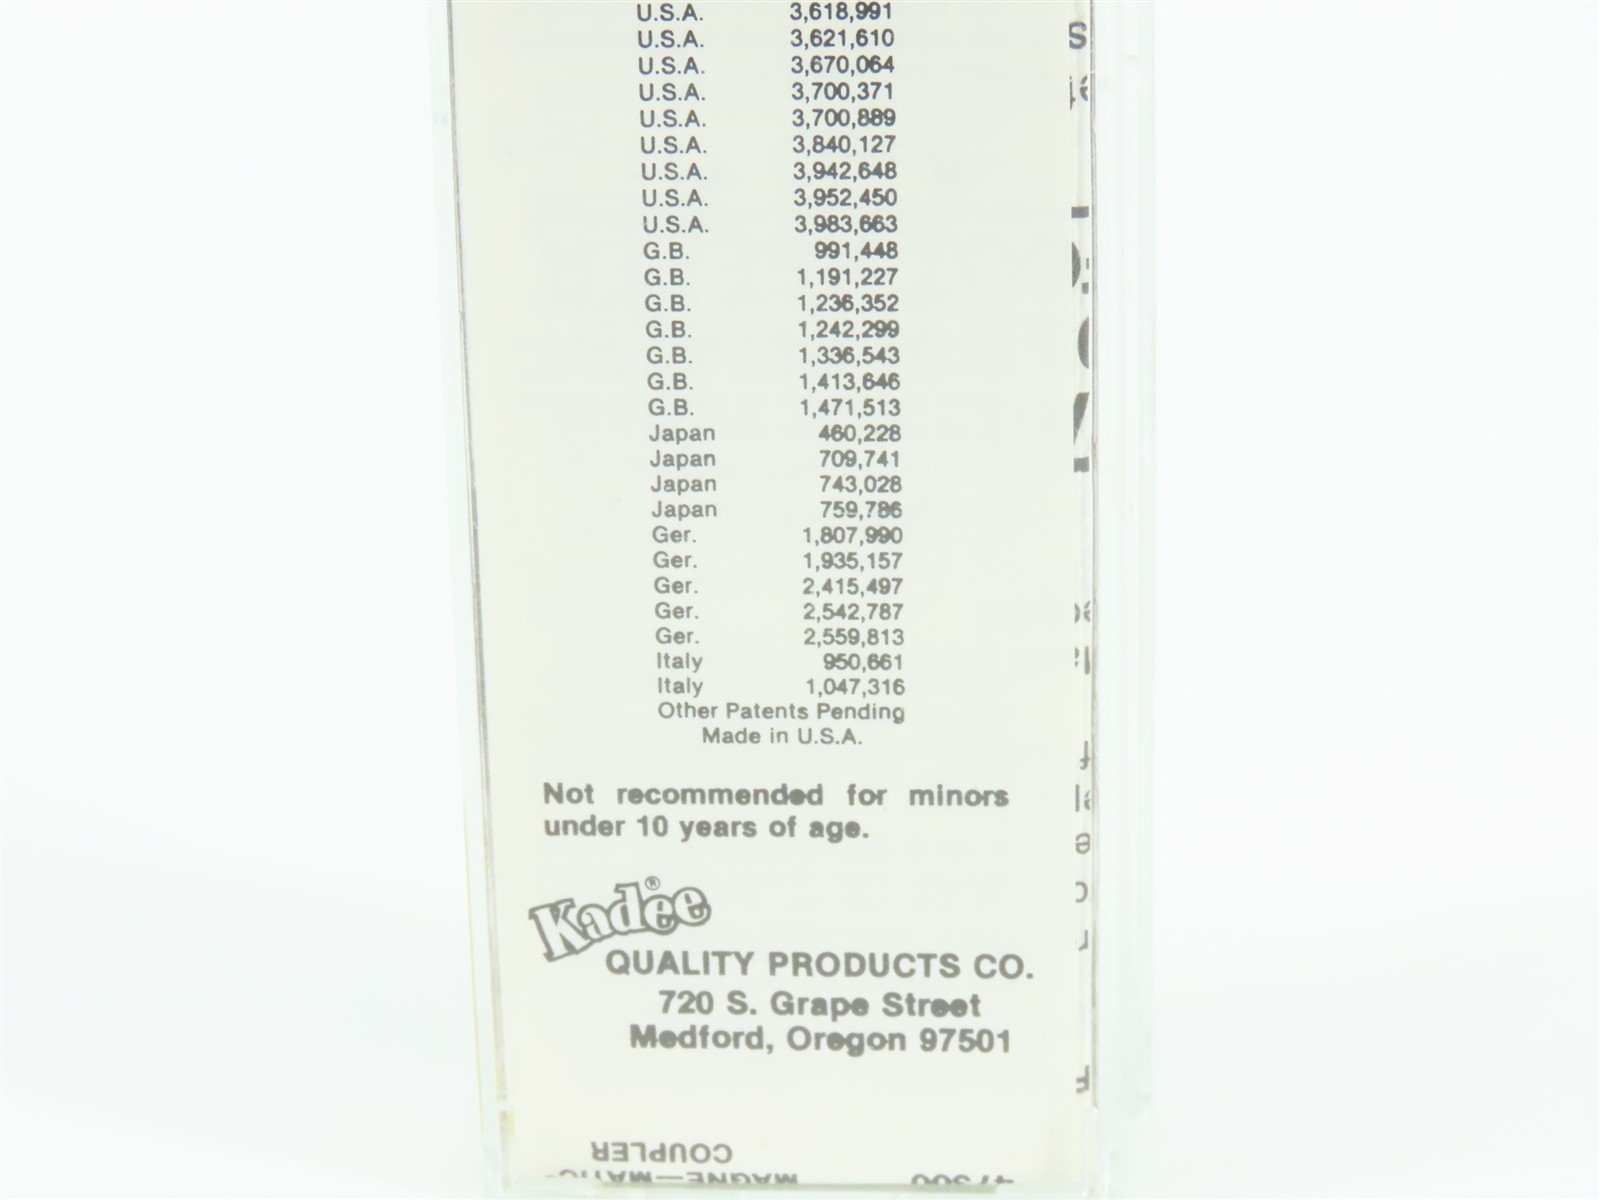 U.S.A. 3,618,991
U.S.A. 3,621,610
U.S.A. 3,670,064
U.S.A. 3,700,371
U.S.A. 3,700,889
U.S.A. 3,840,127
U.S.A. 3,942,648
U.S.A. 3,952,450
U.S.A. 3,983,663
G.B. 991,448
G.B. 1,191,227
G.B. 1,236,352
G.B. 1,242,299
G.B. 1,336,543
G.B. 1,413,646
G.B. 1,471,513
Japan 460,228
Japan 709,741
Japan 743,028
Japan 759,786
Ger. 1,807,990
Ger. 1,935,157
Ger. 2,415,497
Ger. 2,542,787
Ger. 2,559,813
Italy 950,661
Italy 1,047,316
Other Patents Pending
Made in U.S.A.
Not recommended for minors
under 10 years of age.
Kadee®
QUALITY PRODUCTS CO.
720 S. Grape Street
Medford, Oregon 97501
COUPLER
MAGNE—MATIC